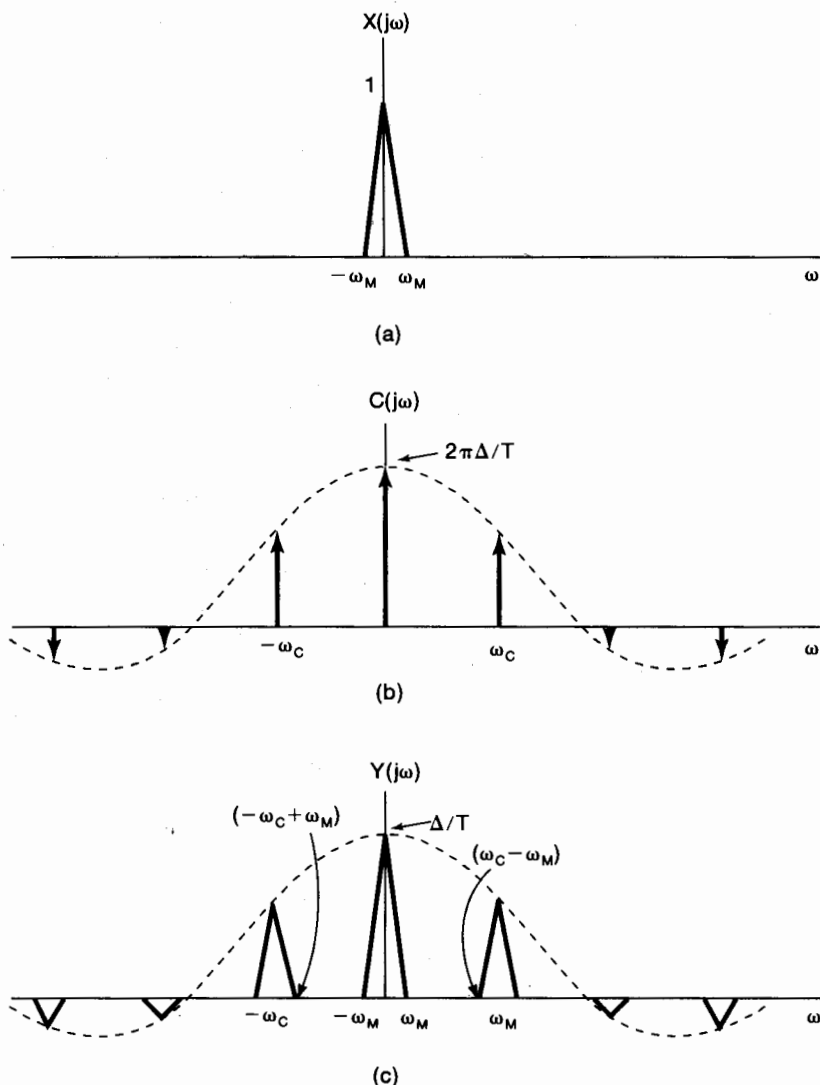 X(jω)
1
−ω_M ω_M ω
(a)
C(jω)
2πΔ/T
−ω_C ω_C ω
(b)
Y(jω)
(−ω_C+ω_M) Δ/T
(ω_C−ω_M)
−ω_C −ω_M ω_M ω_M ω
(c)